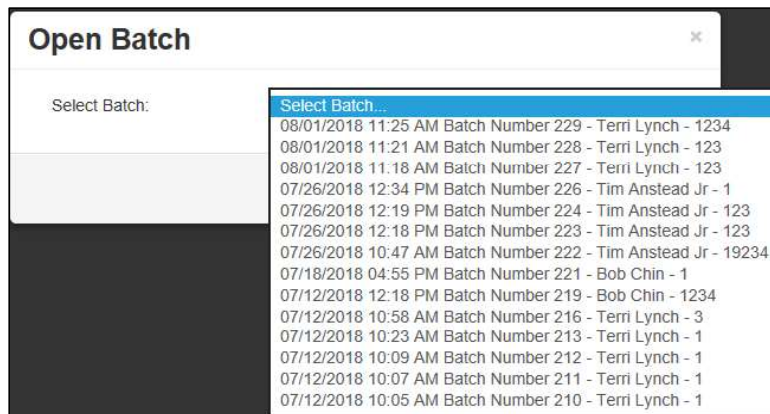 Open Batch
×
Select Batch:
Select Batch...
08/01/2018 11:25 AM Batch Number 229 - Terri Lynch - 1234
08/01/2018 11:21 AM Batch Number 228 - Terri Lynch - 123
08/01/2018 11:18 AM Batch Number 227 - Terri Lynch - 123
07/26/2018 12:34 PM Batch Number 226 - Tim Anstead Jr - 1
07/26/2018 12:19 PM Batch Number 224 - Tim Anstead Jr - 123
07/26/2018 12:18 PM Batch Number 223 - Tim Anstead Jr - 123
07/26/2018 10:47 AM Batch Number 222 - Tim Anstead Jr - 19234
07/18/2018 04:55 PM Batch Number 221 - Bob Chin - 1
07/12/2018 12:18 PM Batch Number 219 - Bob Chin - 1234
07/12/2018 10:58 AM Batch Number 216 - Terri Lynch - 3
07/12/2018 10:23 AM Batch Number 213 - Terri Lynch - 1
07/12/2018 10:09 AM Batch Number 212 - Terri Lynch - 1
07/12/2018 10:07 AM Batch Number 211 - Terri Lynch - 1
07/12/2018 10:05 AM Batch Number 210 - Terri Lynch - 1